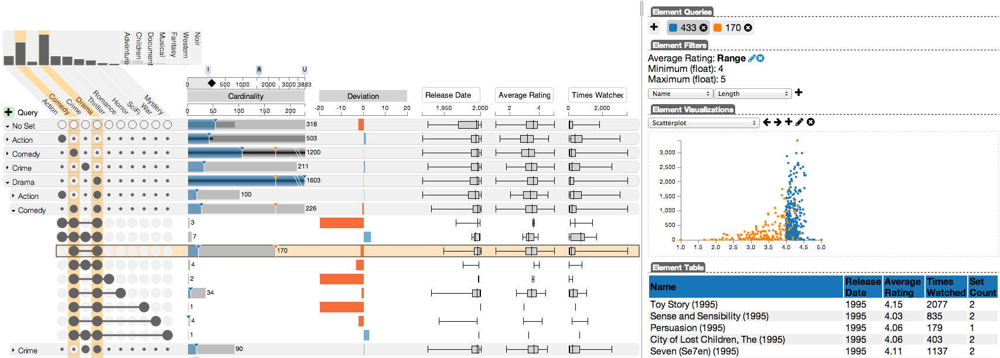 Adventure
Children
Document
Musical
Fantasy
Western
Noir
Action
Comedy
Crime
Drama
Thriller
Romance
Horror
SciFi
War
Mystery
Query
I A U
0 500 1000 2000 3000 3883
Cardinality
0 50 100 150 200
Deviation
-20 -10 0 10 20
Release Date
1,950 2,000
Average Rating
2 4
Times Watched
0 2,000
No Set 318
Action 503
Comedy 1200
Crime 211
Drama 1603
Action 100
Comedy 226
3
7
170
4
2
34
1
4
1
Crime 90
Element Queries
433 170
Element Filters
Average Rating: Range
Minimum (float): 4
Maximum (float): 5
Name Length
Element Visualizations
Scatterplot
3,000
2,500
2,000
1,500
1,000
500
0
1.0 1.5 2.0 2.5 3.0 3.5 4.0 4.5 5.0
Element Table
Name Release Date Average Rating Times Watched Set Count
Toy Story (1995) 1995 4.15 2077 2
Sense and Sensibility (1995) 1995 4.03 835 2
Persuasion (1995) 1995 4.06 179 1
City of Lost Children, The (1995) 1995 4.06 403 2
Seven (Se7en) (1995) 1995 4.11 1137 2